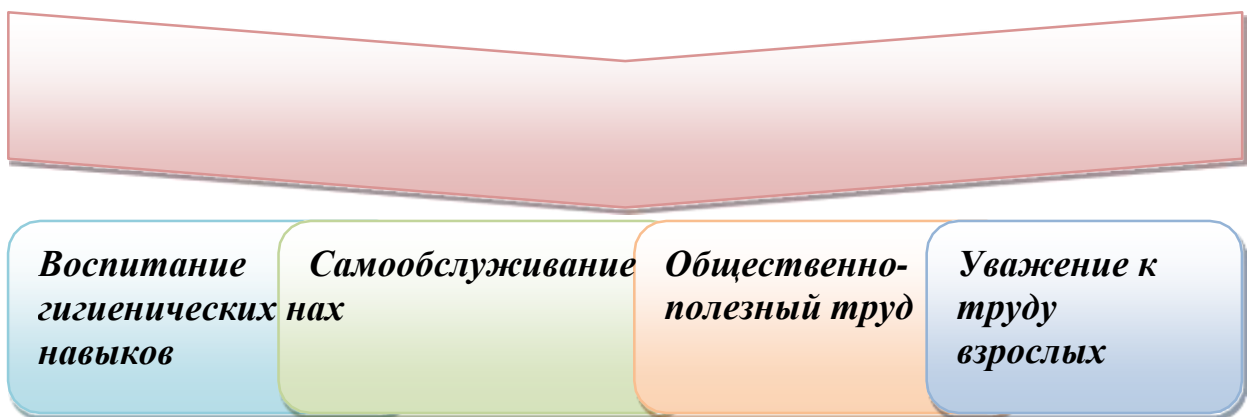 Воспитание
гигиенических нах
навыков
Самообслуживание
Общественно-
полезный труд
Уважение к
труду
взрослых